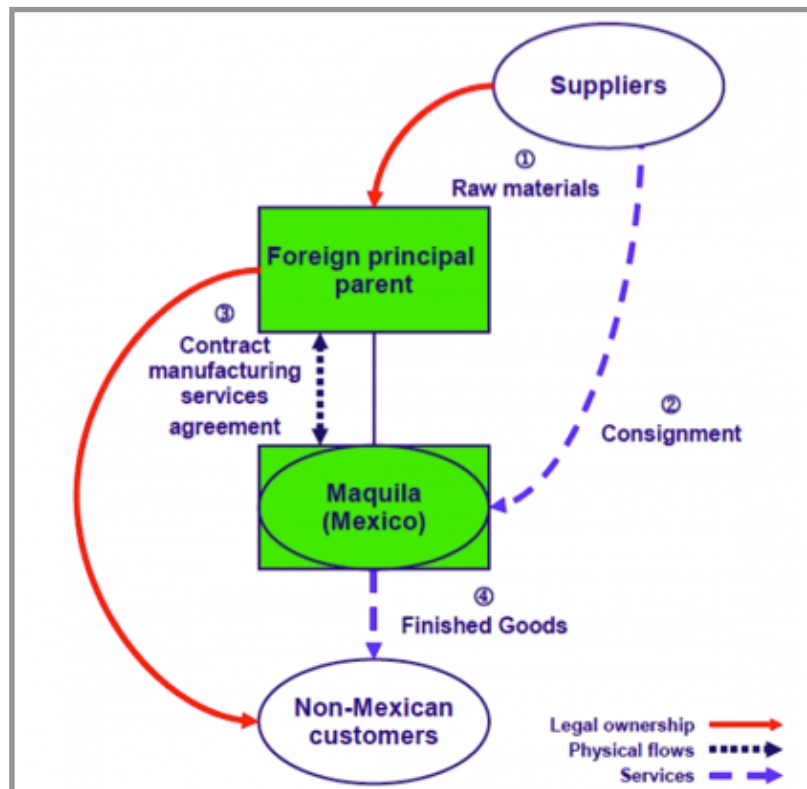 Suppliers
①
Raw materials
Foreign principal
parent
③
Contract
manufacturing
services
agreement
②
Consignment
Maquila
(Mexico)
④
Finished Goods
Non-Mexican
customers
Legal ownership
Physical flows
Services